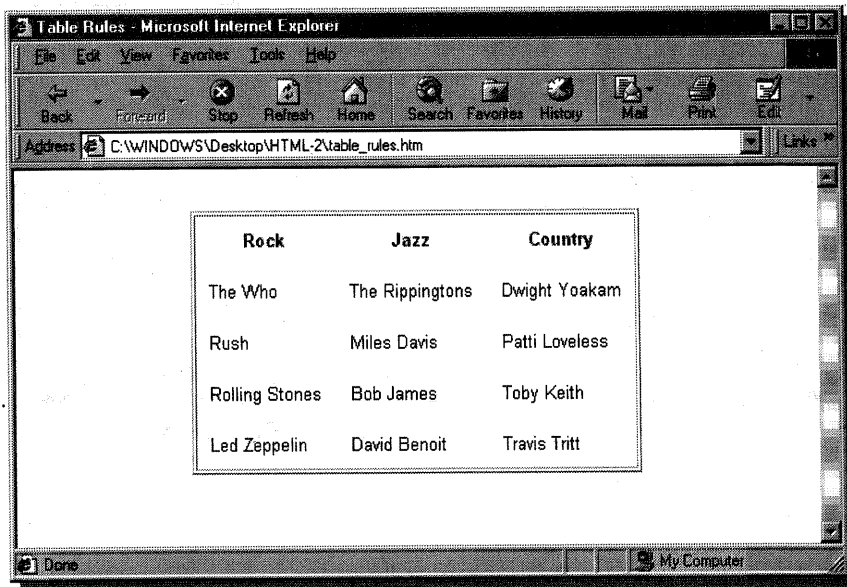 Table Rules - Microsoft Internet Explorer
File Edit View Favorites Tools Help
Back Forward Stop Refresh Home Search Favorites History Mail Print Edit
Address C:\WINDOWS\Desktop\HTML-2\table_rules.htm Links »
Rock Jazz Country
The Who The Rippingtons Dwight Yoakam
Rush Miles Davis Patti Loveless
Rolling Stones Bob James Toby Keith
Led Zeppelin David Benoit Travis Tritt
Done My Computer